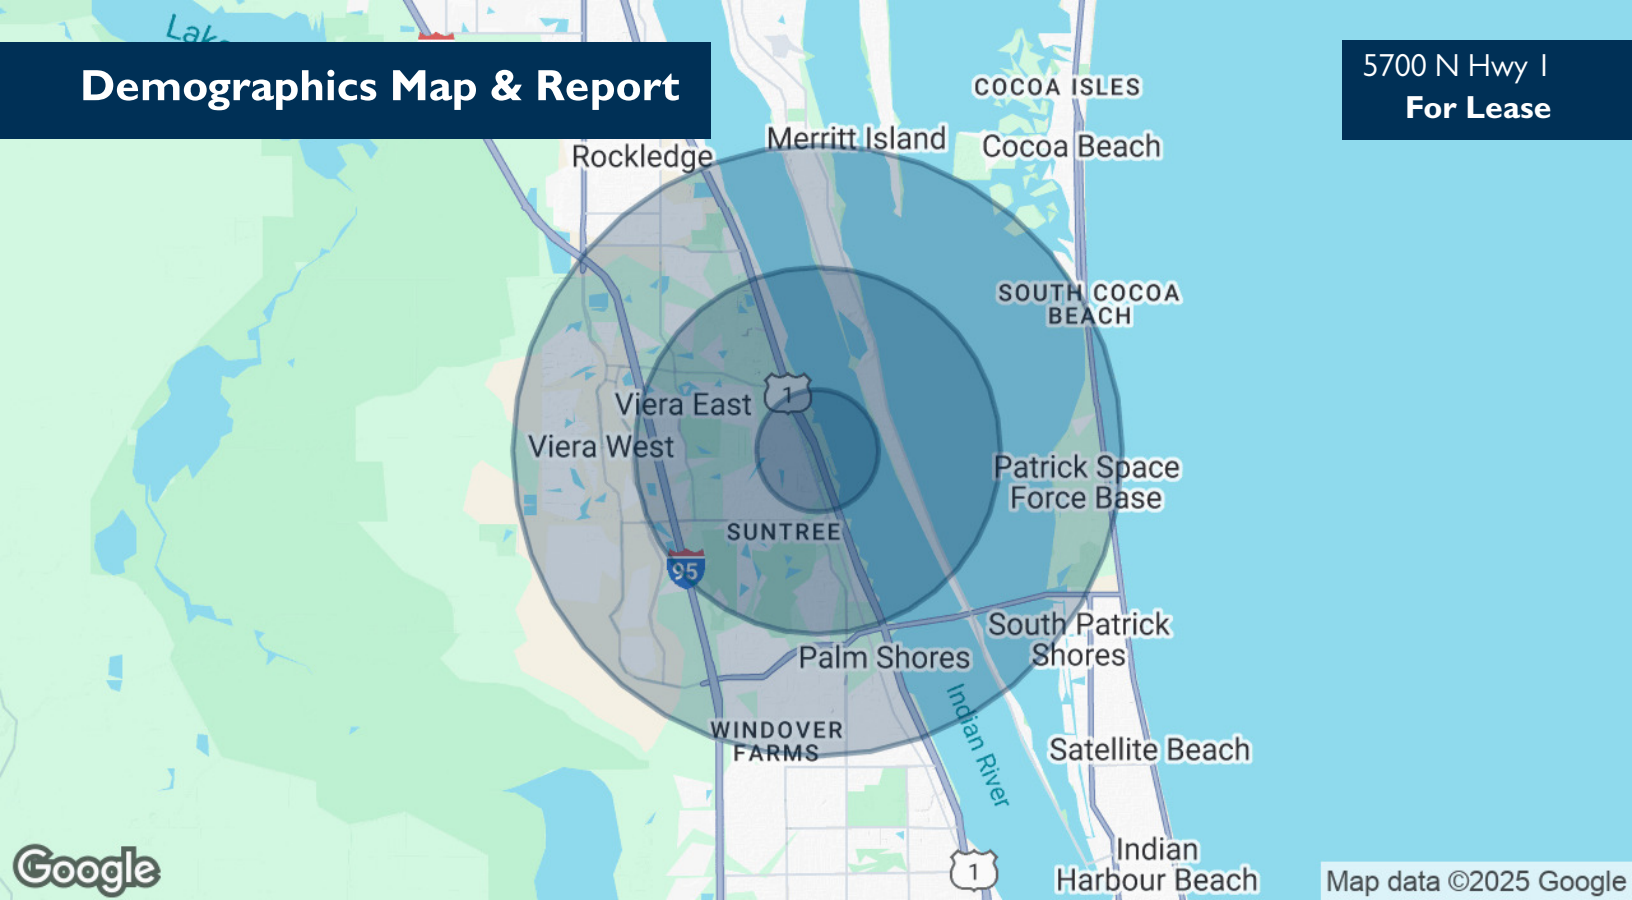 Lake
Demographics Map & Report
5700 N Hwy 1
For Lease
COCOA ISLES
Merritt Island
Cocoa Beach
Rockledge
SOUTH COCOA
BEACH
1
Viera East
Viera West
Patrick Space
Force Base
SUNTREE
95
South Patrick
Shores
Palm Shores
Indian River
WINDOVER
FARMS
Satellite Beach
Indian
Harbour Beach
1
Google
Map data ©2025 Google